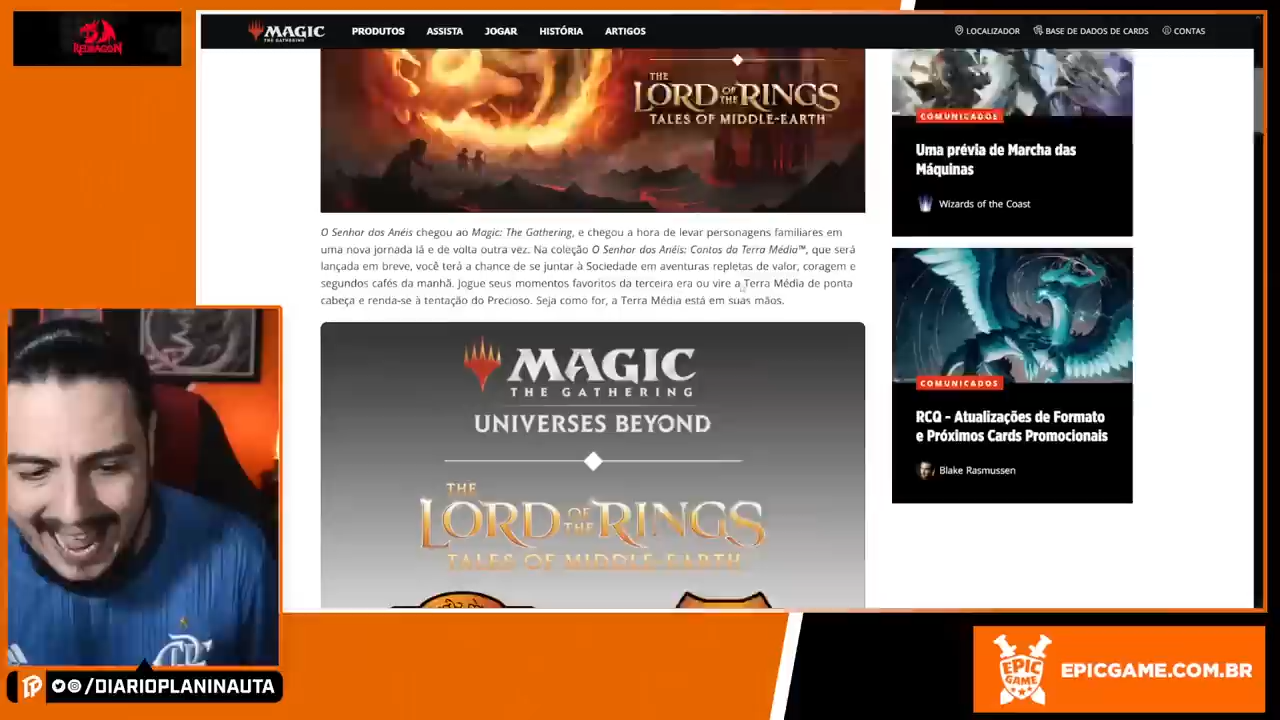 REDRAGON
MAGIC
THE GATHERING
PRODUTOS
ASSISTA
JOGAR
HISTÓRIA
ARTIGOS
LOCALIZADOR
BASE DE DADOS DE CARDS
CONTAS
THE
LORD OF THE RINGS
TALES OF MIDDLE-EARTH™
O Senhor dos Anéis chegou ao Magic: The Gathering, e chegou a hora de levar personagens familiares em
uma nova jornada lá e de volta outra vez. Na coleção O Senhor dos Anéis: Contos da Terra Média™, que será
lançada em breve, você terá a chance de se juntar à Sociedade em aventuras repletas de valor, coragem e
segundos cafés da manhã. Jogue seus momentos favoritos da terceira era ou vire a Terra Média de ponta
cabeça e renda-se à tentação do Precioso. Seja como for, a Terra Média está em suas mãos.
MAGIC
THE GATHERING
UNIVERSES BEYOND
THE
LORD OF THE RINGS
TALES OF MIDDLE-EARTH
COMUNICADOS
Uma prévia de Marcha das
Máquinas
Wizards of the Coast
COMUNICADOS
RCQ - Atualizações de Formato
e Próximos Cards Promocionais
Blake Rasmussen
/DIARIOPLANINAUTA
EPIC
GAME
EPICGAME.COM.BR